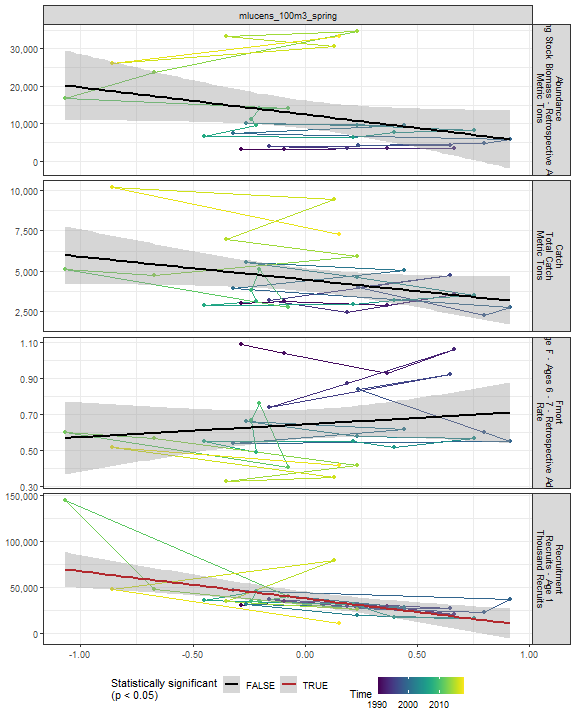 mlucens_100m3_spring
30,000
20,000
10,000
0
Abundance
ng Stock Biomass - Retrospective A
Metric Tons
10,000
7,500
5,000
2,500
Catch
Total Catch
Metric Tons
1.10
0.90
0.70
0.50
0.30
Fmort
ge F - Ages 6 - 7 - Retrospective Ad
Rate
150,000
100,000
50,000
0
Recruitment
Recruits - Age 1
Thousand Recruits
-1.00 -0.50 0.00 0.50 1.00
Statistically significant
(p < 0.05)
FALSE TRUE
Time
1990 2000 2010